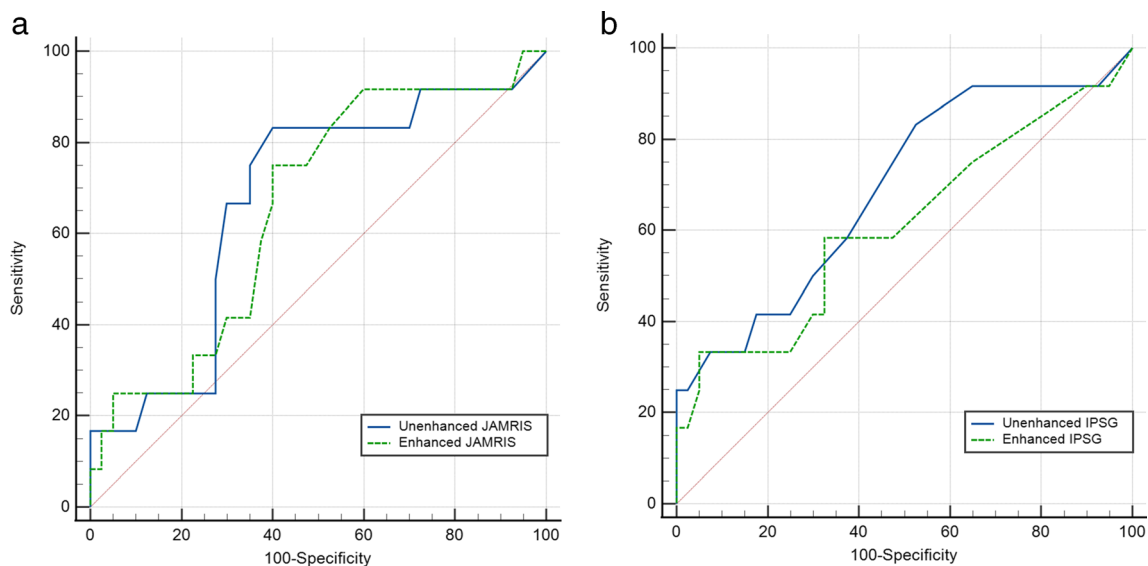 a
100
80
60
40
20
0
Sensitivity
Unenhanced JAMRIS
Enhanced JAMRIS
0 20 40 60 80 100
100-Specificity
b
100
80
60
40
20
0
Sensitivity
Unenhanced IPSG
Enhanced IPSG
0 20 40 60 80 100
100-Specificity